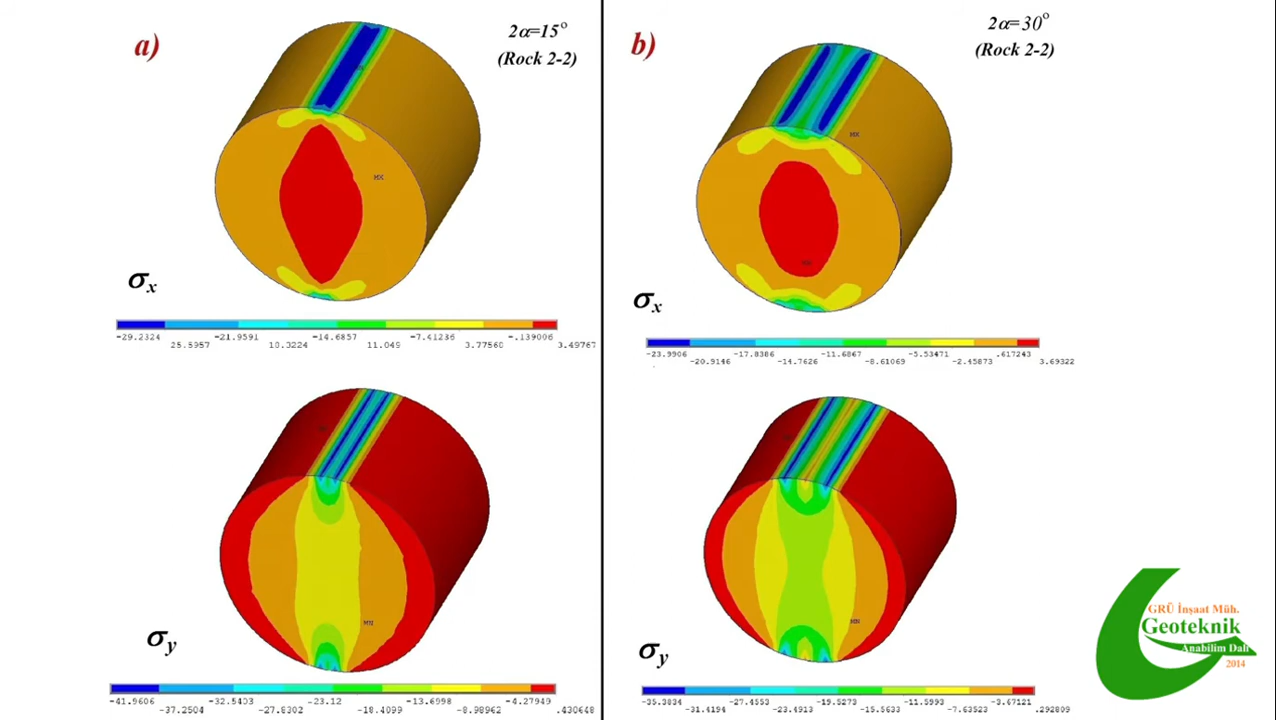 a)
2α=15°
(Rock 2-2)
σx
-29.2324 -21.9591 -14.6857 -7.41236 -.139006
25.5957 10.3224 11.049 3.77560 3.49767
σy
-41.9606 -32.5403 -23.12 -13.6998 -4.27949
-37.2504 -27.8302 -18.4099 -8.98962 .430668
b)
2α=30°
(Rock 2-2)
MX
σx
-23.9906 -17.8386 -11.6867 -5.53471 .617243
-20.9146 -14.7626 -8.61069 -2.45873 3.69322
MN
σy
-35.3834 -27.4553 -19.5273 -11.5993 -3.67121
-31.4194 -23.4913 -15.5633 -7.63523 .292809
GRÜ İnşaat Müh.
Geoteknik
Anabilim Dalı
2014